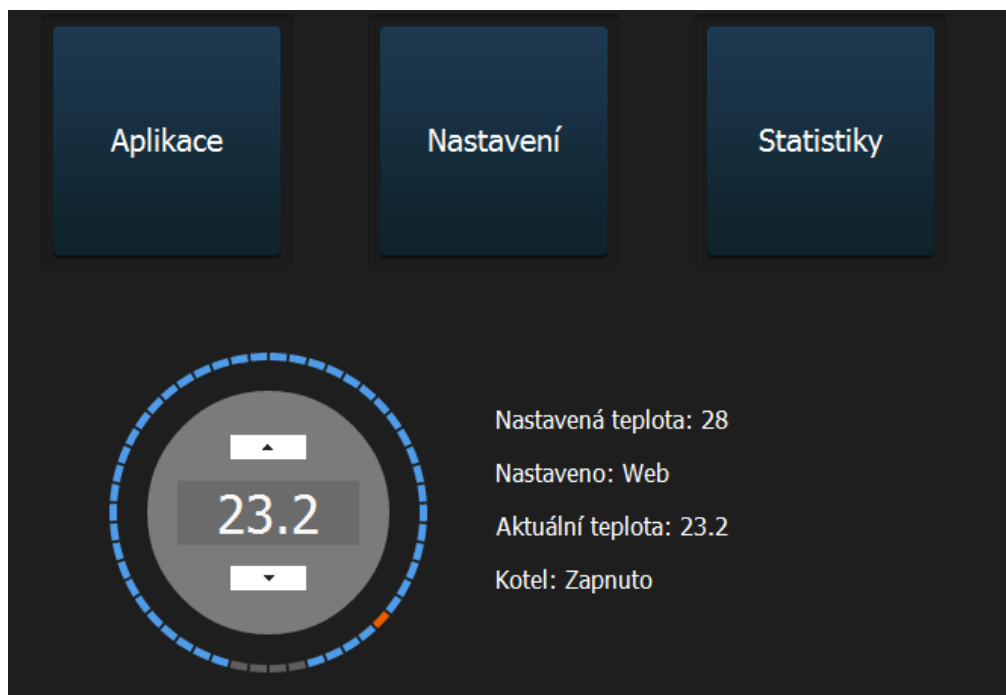 Aplikace
Nastavení
Statistiky
23.2
Nastavená teplota: 28
Nastaveno: Web
Aktuální teplota: 23.2
Kotel: Zapnuto